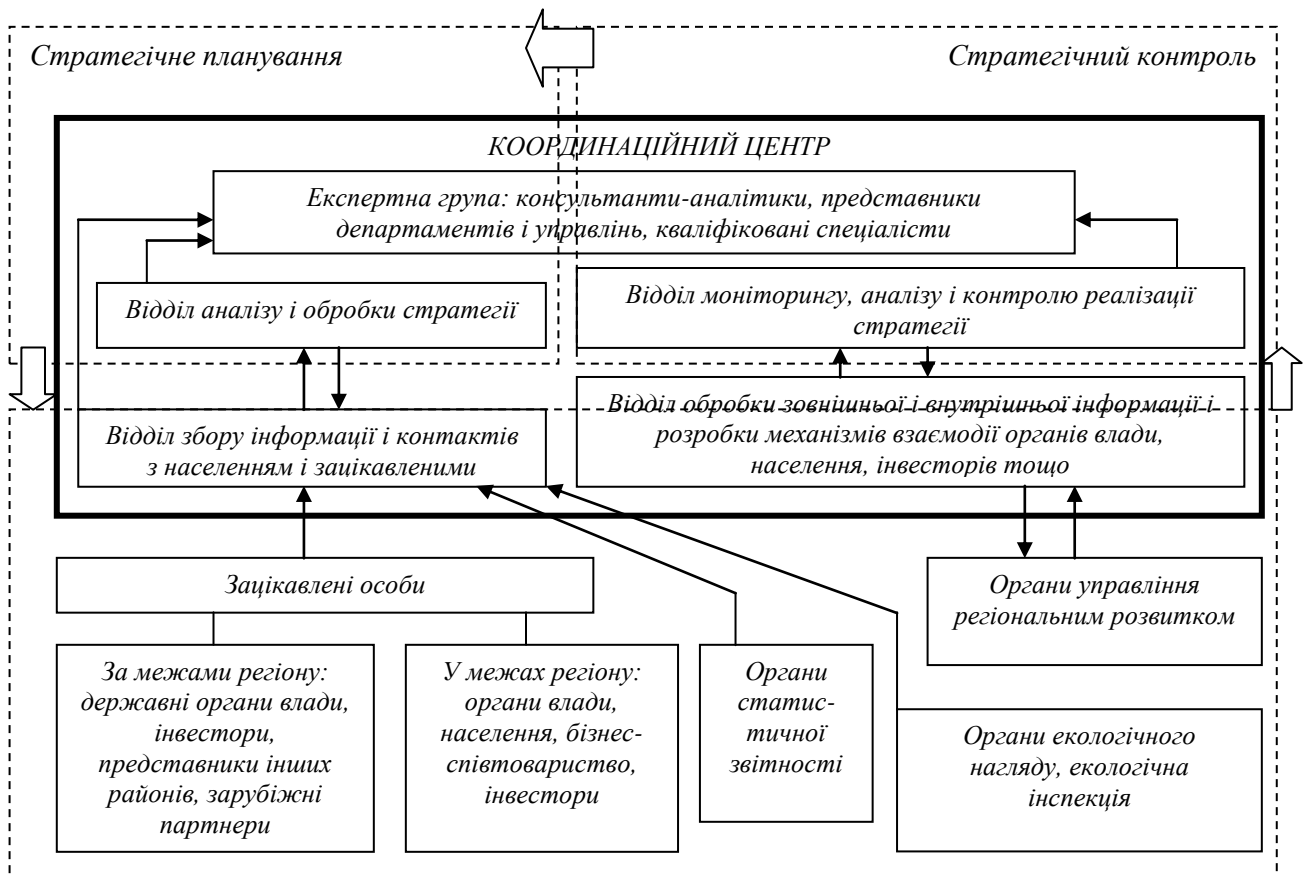 Стратегічне планування
Стратегічний контроль
КООРДИНАЦІЙНИЙ ЦЕНТР
Експертна група: консультанти-аналітики, представники
департаментів і управлінь, кваліфіковані спеціалісти
Відділ аналізу і обробки стратегії
Відділ моніторингу, аналізу і контролю реалізації
стратегії
Відділ збору інформації і контактів
з населенням і зацікавленими
Відділ обробки зовнішньої і внутрішньої інформації і
розробки механізмів взаємодії органів влади,
населення, інвесторів тощо
Зацікавлені особи
Органи управління
регіональним розвитком
За межами регіону:
державні органи влади,
інвестори,
представники інших
районів, зарубіжні
партнери
У межах регіону:
органи влади,
населення, бізнес-
співтовариство,
інвестори
Органи
статис-
тичної
звітності
Органи екологічного
нагляду, екологічна
інспекція